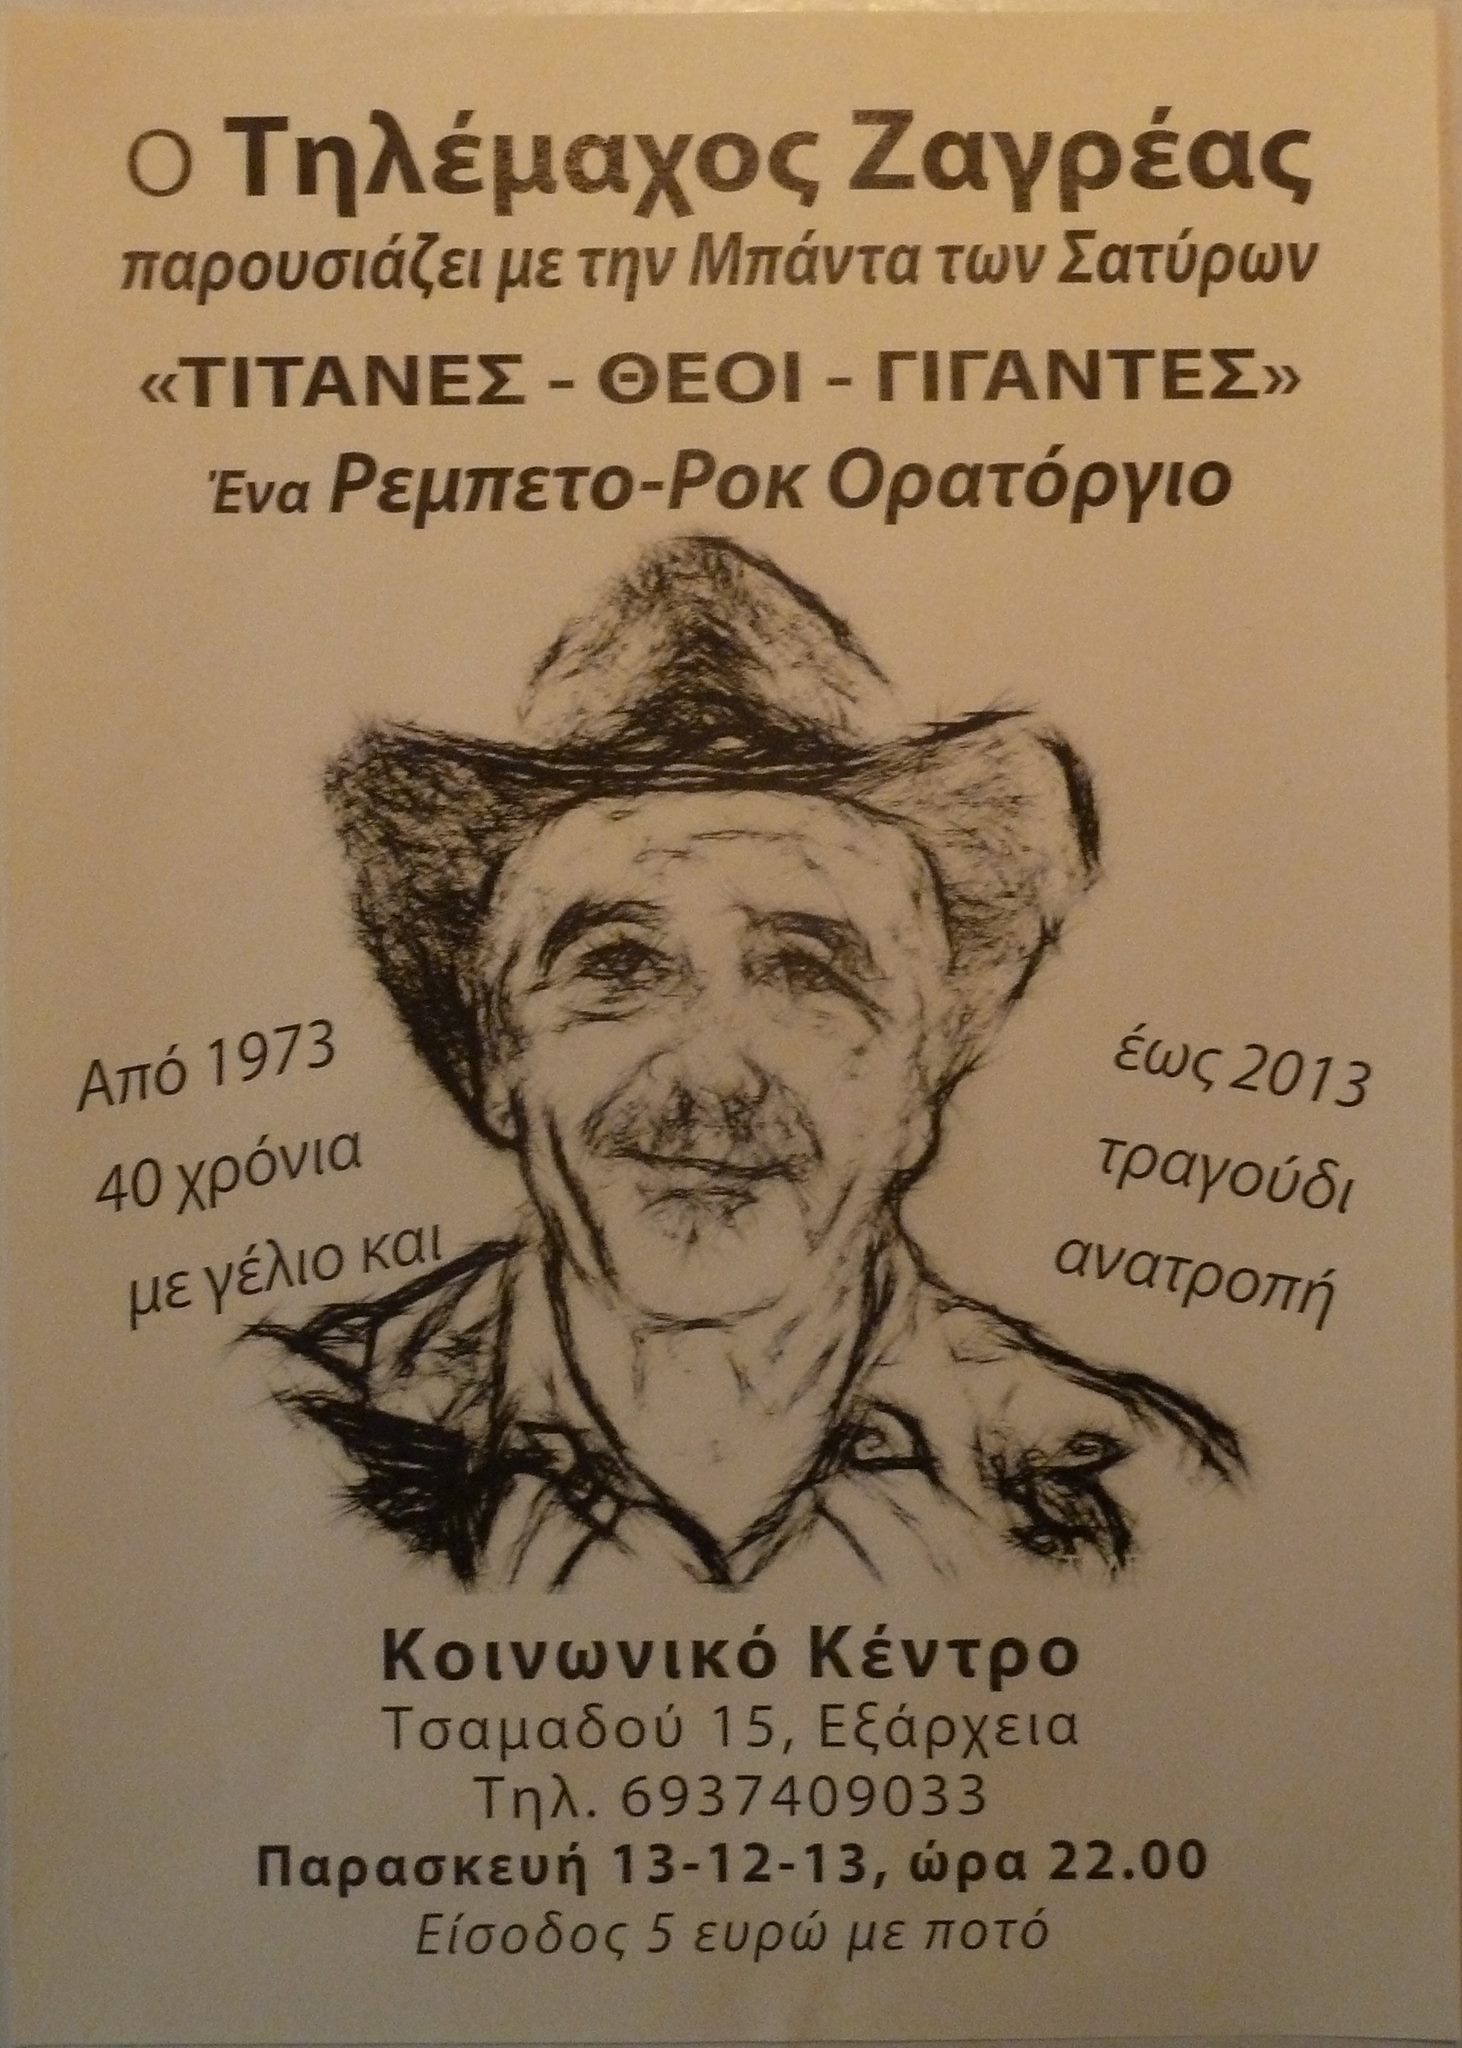 Ο Τηλέμαχος Ζαγρέας
παρουσιάζει με την Μπάντα των Σατύρων
«ΤΙΤΑΝΕΣ - ΘΕΟΙ - ΓΙΓΑΝΤΕΣ»
Ένα Ρεμπετο-Ροκ Ορατόργιο
Από 1973
40 χρόνια
με γέλιο και
έως 2013
τραγούδι
ανατροπή
Κοινωνικό Κέντρο
Τσαμαδού 15, Εξάρχεια
Τηλ. 6937409033
Παρασκευή 13-12-13, ώρα 22.00
Είσοδος 5 ευρώ με ποτό